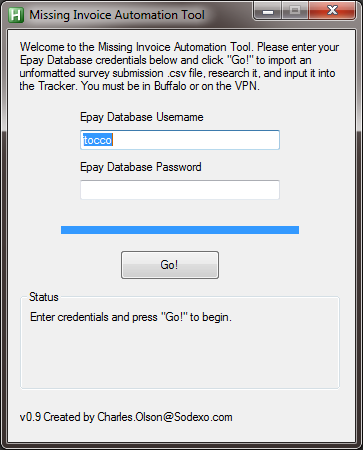 Missing Invoice Automation Tool
Welcome to the Missing Invoice Automation Tool. Please enter your
Epay Database credentials below and click "Go!" to import an
unformatted survey submission .csv file, research it, and input it into
the Tracker. You must be in Buffalo or on the VPN.
Epay Database Username
tocco
Epay Database Password
Go!
Status
Enter credentials and press "Go!" to begin.
v0.9 Created by Charles.Olson@Sodexo.com